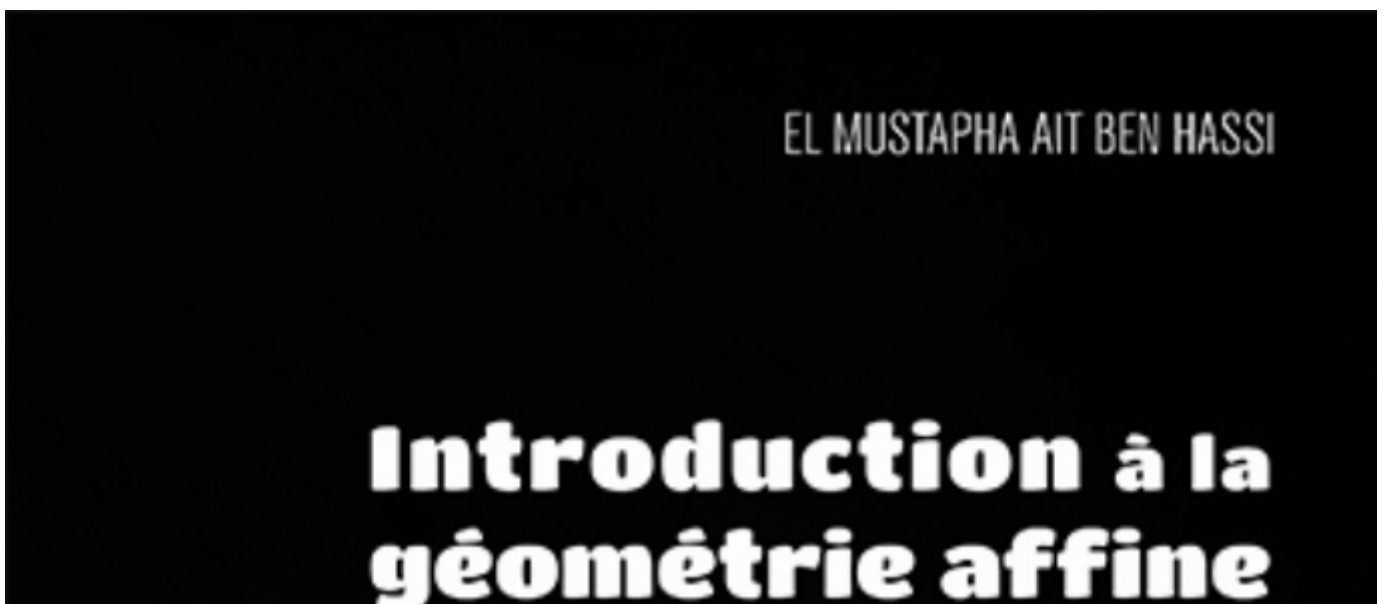 EL MUSTAPHA AIT BEN HASSI
Introduction à la
géométrie affine